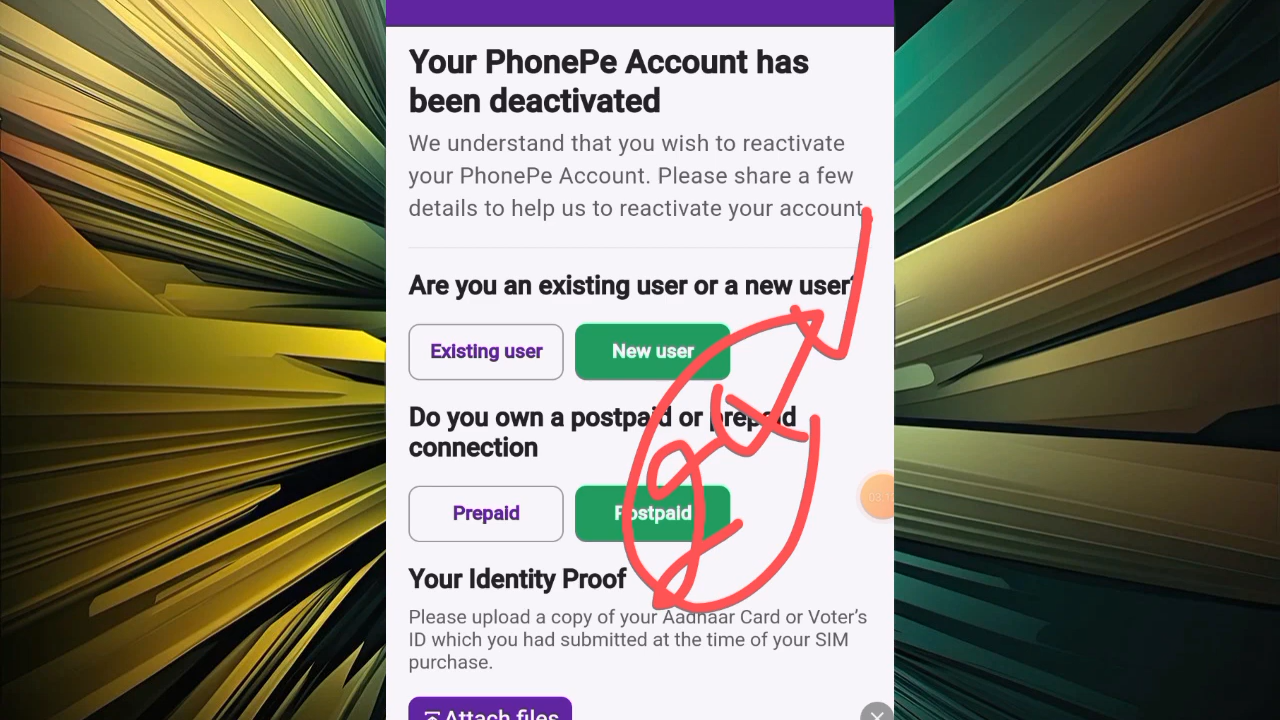 Your PhonePe Account has
been deactivated
We understand that you wish to reactivate
your PhonePe Account. Please share a few
details to help us to reactivate your account.
Are you an existing user or a new user?
Existing user
New user
Do you own a postpaid or prepaid
connection
Prepaid
Postpaid
Your Identity Proof
Please upload a copy of your Aadhaar Card or Voter's
ID which you had submitted at the time of your SIM
purchase.
Attach files